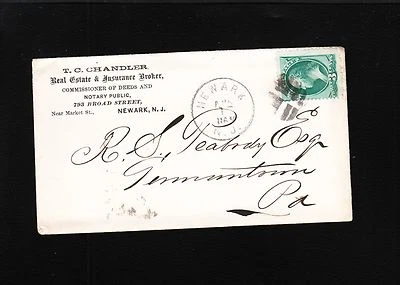 T. C. CHANDLER,
Real Estate & Insurance Broker,
COMMISSIONER OF DEEDS AND
NOTARY PUBLIC,
793 BROAD STREET,
Near Market St., NEWARK, N. J.
NEWARK
N.J.
R. S. Peabody Esq
Germantown
Pa